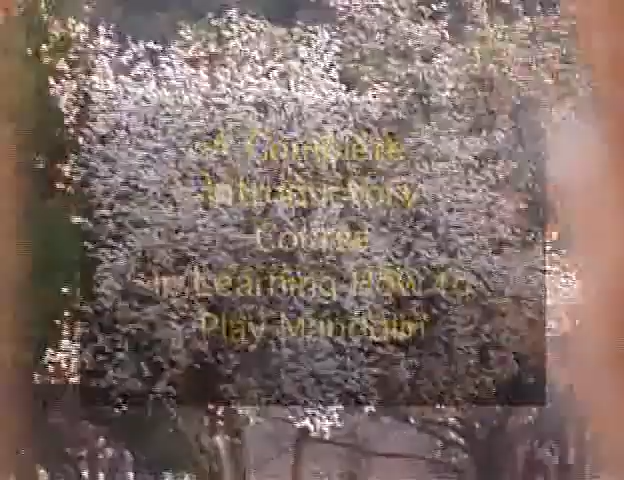 A Complete
Introductory
Course
in Learning How to
Play Mandolin